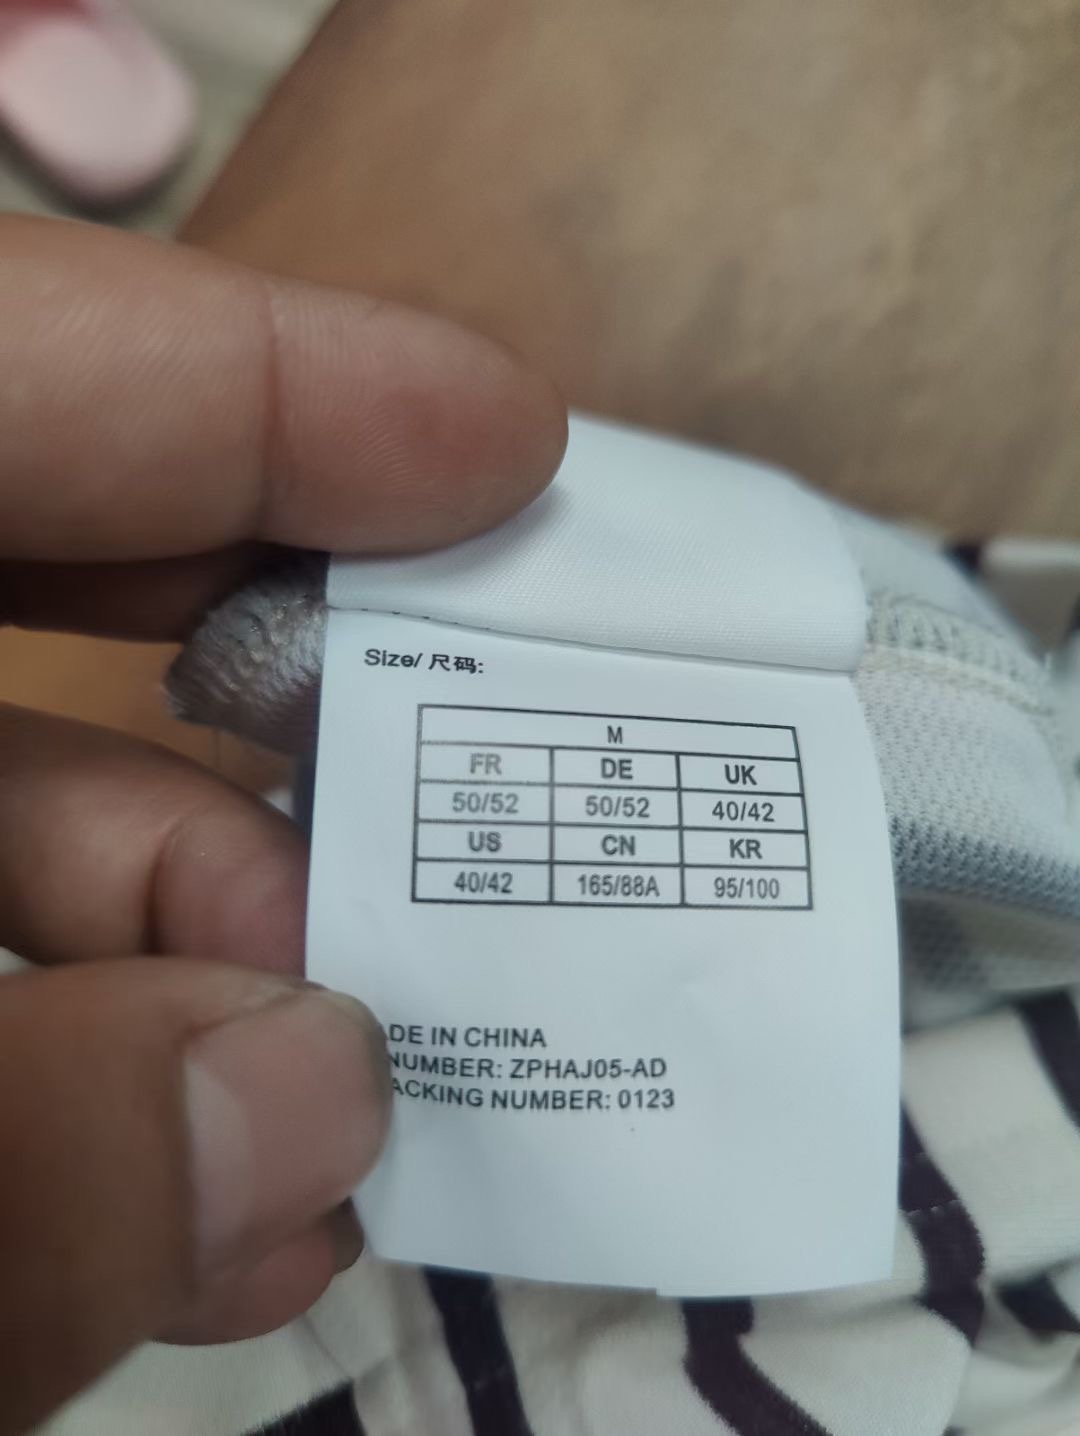 Size/ 尺码:
M
FR DE UK
50/52 50/52 40/42
US CN KR
40/42 165/88A 95/100
DE IN CHINA
NUMBER: ZPHAJ05-AD
ACKING NUMBER: 0123